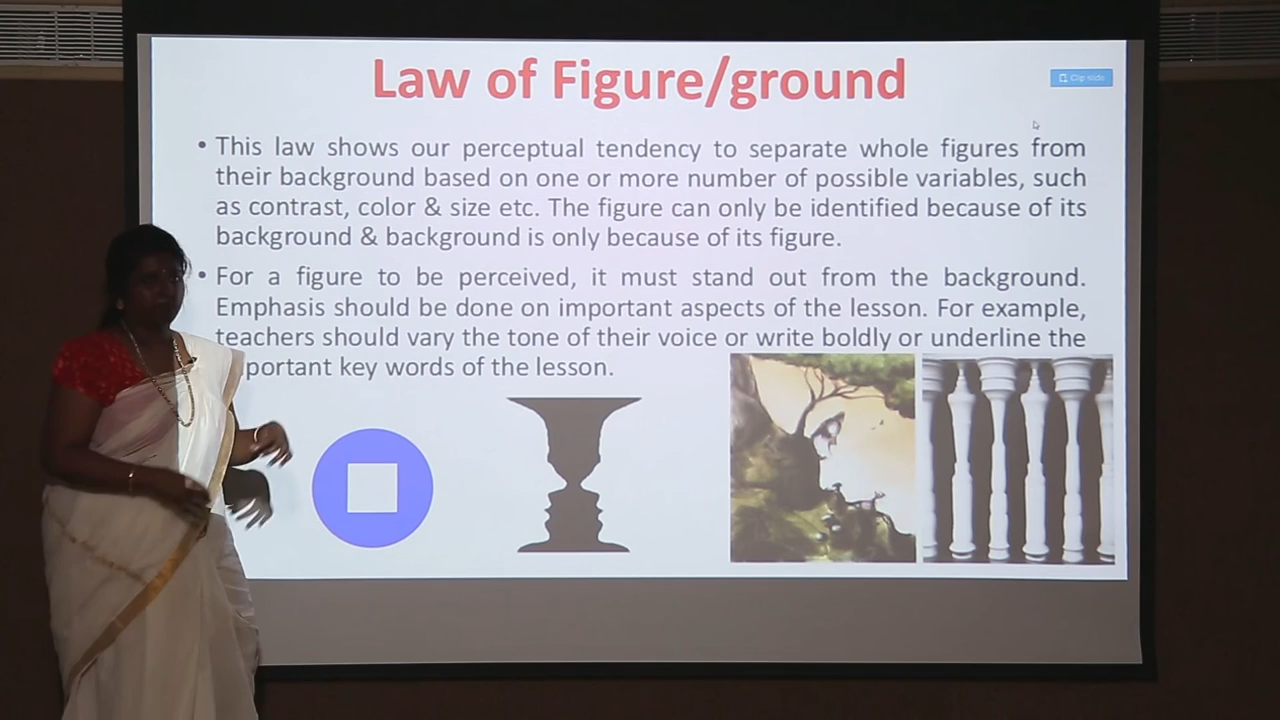 Law of Figure/ground
Clip slide
• This law shows our perceptual tendency to separate whole figures from
their background based on one or more number of possible variables, such
as contrast, color & size etc. The figure can only be identified because of its
background & background is only because of its figure.
• For a figure to be perceived, it must stand out from the background.
Emphasis should be done on important aspects of the lesson. For example,
teachers should vary the tone of their voice or write boldly or underline the
portant key words of the lesson.